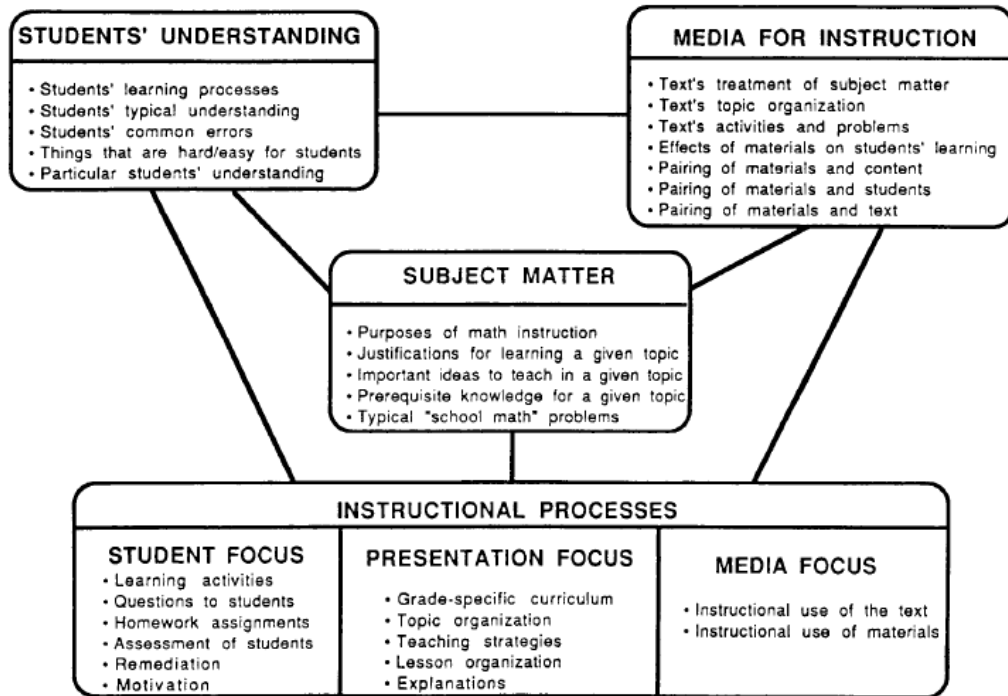 STUDENTS' UNDERSTANDING
• Students' learning processes
• Students' typical understanding
• Students' common errors
• Things that are hard/easy for students
• Particular students' understanding
MEDIA FOR INSTRUCTION
• Text's treatment of subject matter
• Text's topic organization
• Text's activities and problems
• Effects of materials on students' learning
• Pairing of materials and content
• Pairing of materials and students
• Pairing of materials and text
SUBJECT MATTER
• Purposes of math instruction
• Justifications for learning a given topic
• Important ideas to teach in a given topic
• Prerequisite knowledge for a given topic
• Typical "school math" problems
INSTRUCTIONAL PROCESSES
STUDENT FOCUS
• Learning activities
• Questions to students
• Homework assignments
• Assessment of students
• Remediation
• Motivation
PRESENTATION FOCUS
• Grade-specific curriculum
• Topic organization
• Teaching strategies
• Lesson organization
• Explanations
MEDIA FOCUS
• Instructional use of the text
• Instructional use of materials